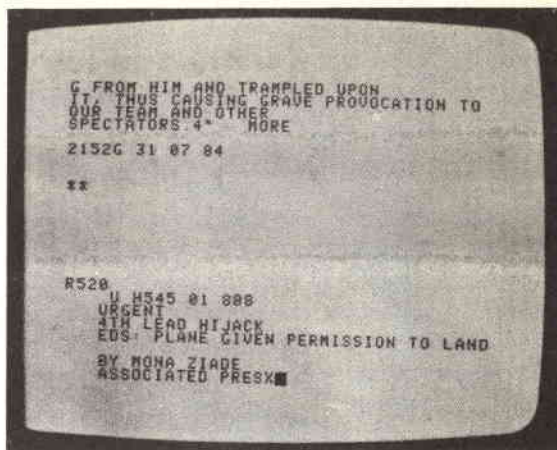 G FROM HIM AND TRAMPLED UPON
IT, THUS CAUSING GRAVE PROVOCATION TO
OUR TEAM AND OTHER
SPECTATORS.4" MORE
2152G 31 07 84
**
R520
U H545 01 808
URGENT
4TH LEAD HIJACK
EDS: PLANE GIVEN PERMISSION TO LAND
BY MONA ZIADE
ASSOCIATED PRESX